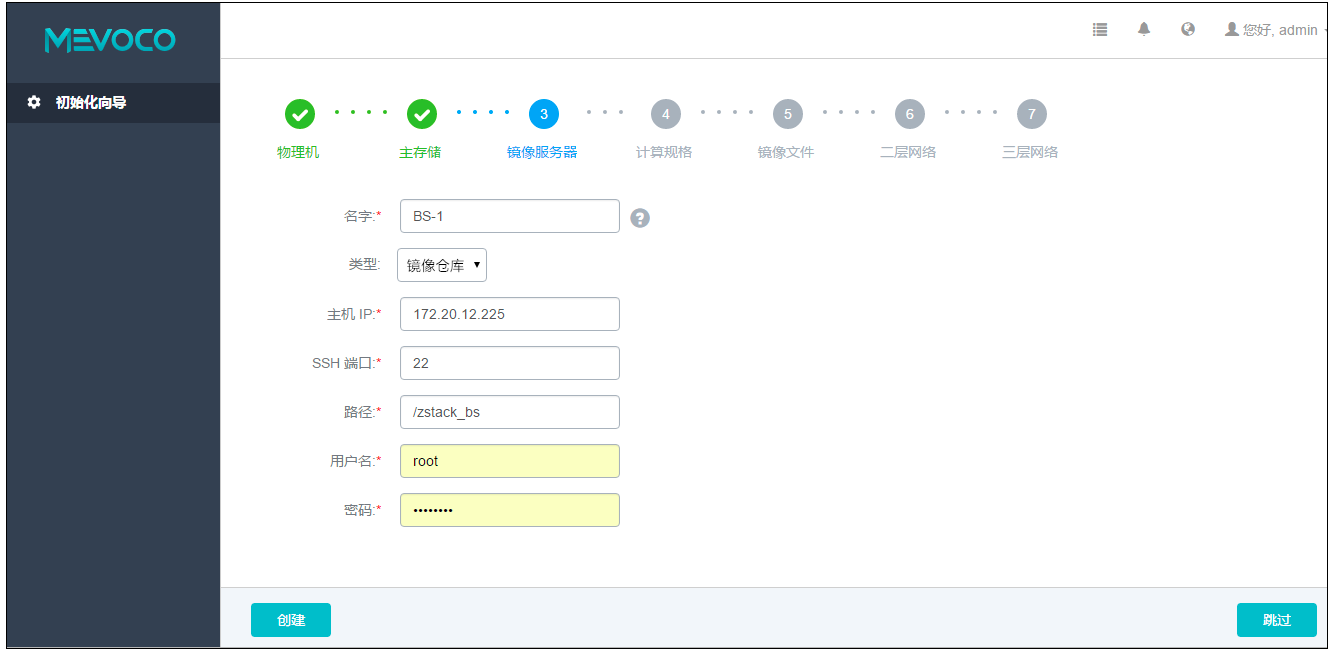 MEVOCO
您好, admin
初始化向导
3 4 5 6 7
物理机 主存储 镜像服务器 计算规格 镜像文件 二层网络 三层网络
名字:* BS-1 ?
类型: 镜像仓库
主机 IP:* 172.20.12.225
SSH 端口:* 22
路径:* /zstack_bs
用户名:* root
密码:* ••••••••
创建 跳过